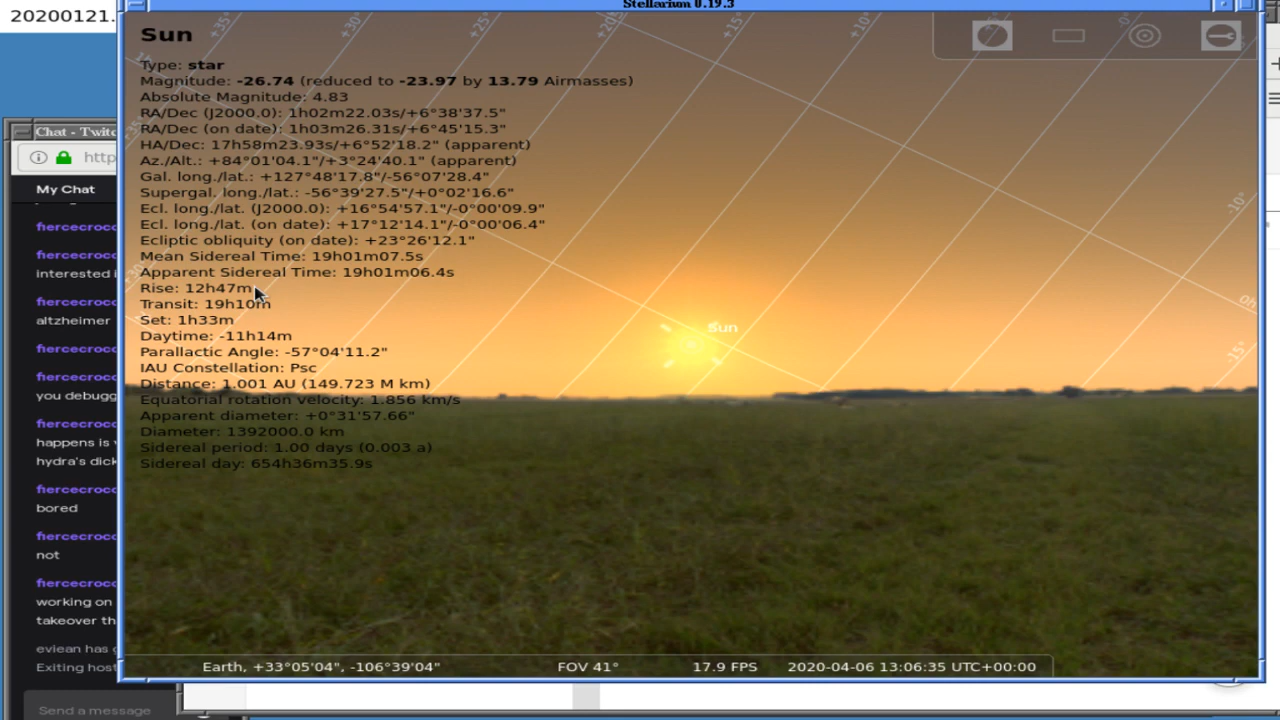 20200121.
Stellarium 0.19.3
Sun
Type: star
Magnitude: -26.74 (reduced to -23.97 by 13.79 Airmasses)
Absolute Magnitude: 4.83
RA/Dec (J2000.0): 1h02m22.03s/+6°38'37.5"
RA/Dec (on date): 1h03m26.31s/+6°45'15.3"
HA/Dec: 17h58m23.93s/+6°52'18.2" (apparent)
Az./Alt.: +84°01'04.1"/+3°24'40.1" (apparent)
Gal. long./lat.: +127°48'17.8"/-56°07'28.4"
Supergal. long./lat.: -56°39'27.5"/+0°02'16.6"
Ecl. long./lat. (J2000.0): +16°54'57.1"/-0°00'09.9"
Ecl. long./lat. (on date): +17°12'14.1"/-0°00'06.4"
Ecliptic obliquity (on date): +23°26'12.1"
Mean Sidereal Time: 19h01m07.5s
Apparent Sidereal Time: 19h01m06.4s
Rise: 12h47m
Transit: 19h10m
Set: 1h33m
Daytime: -11h14m
Parallactic Angle: -57°04'11.2"
IAU Constellation: Psc
Distance: 1.001 AU (149.723 M km)
Equatorial rotation velocity: 1.856 km/s
Apparent diameter: +0°31'57.66"
Diameter: 1392000.0 km
Sidereal period: 1.00 days (0.003 a)
Sidereal day: 654h36m35.9s
+35°
+30°
+25°
+20°
+15°
+10°
-10°
0h
-15°
Sun
Earth, +33°05'04", -106°39'04"
FOV 41°
17.9 FPS
2020-04-06 13:06:35 UTC+00:00
Chat - Twitc
http
My Chat
fiercecroc
fiercecroc
interested
fiercecroc
altzheimer
fiercecroc
fiercecroc
you debugg
fiercecroc
happens is
hydra's dick
fiercecroc
bored
fiercecroc
not
fiercecroc
working on
takeover th
eviean has
Exiting host
Send a message